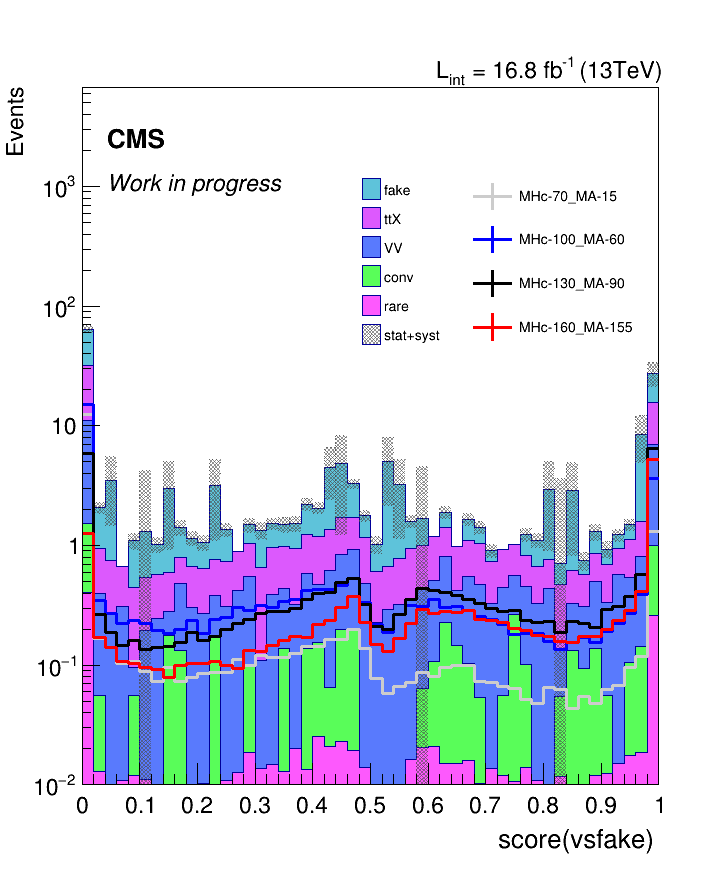 L_int = 16.8 fb^-1 (13TeV)
Events
CMS
Work in progress
fake
ttX
VV
conv
rare
stat+syst
MHc-70_MA-15
MHc-100_MA-60
MHc-130_MA-90
MHc-160_MA-155
10^3
10^2
10
1
10^-1
10^-2
0 0.1 0.2 0.3 0.4 0.5 0.6 0.7 0.8 0.9 1
score(vsfake)